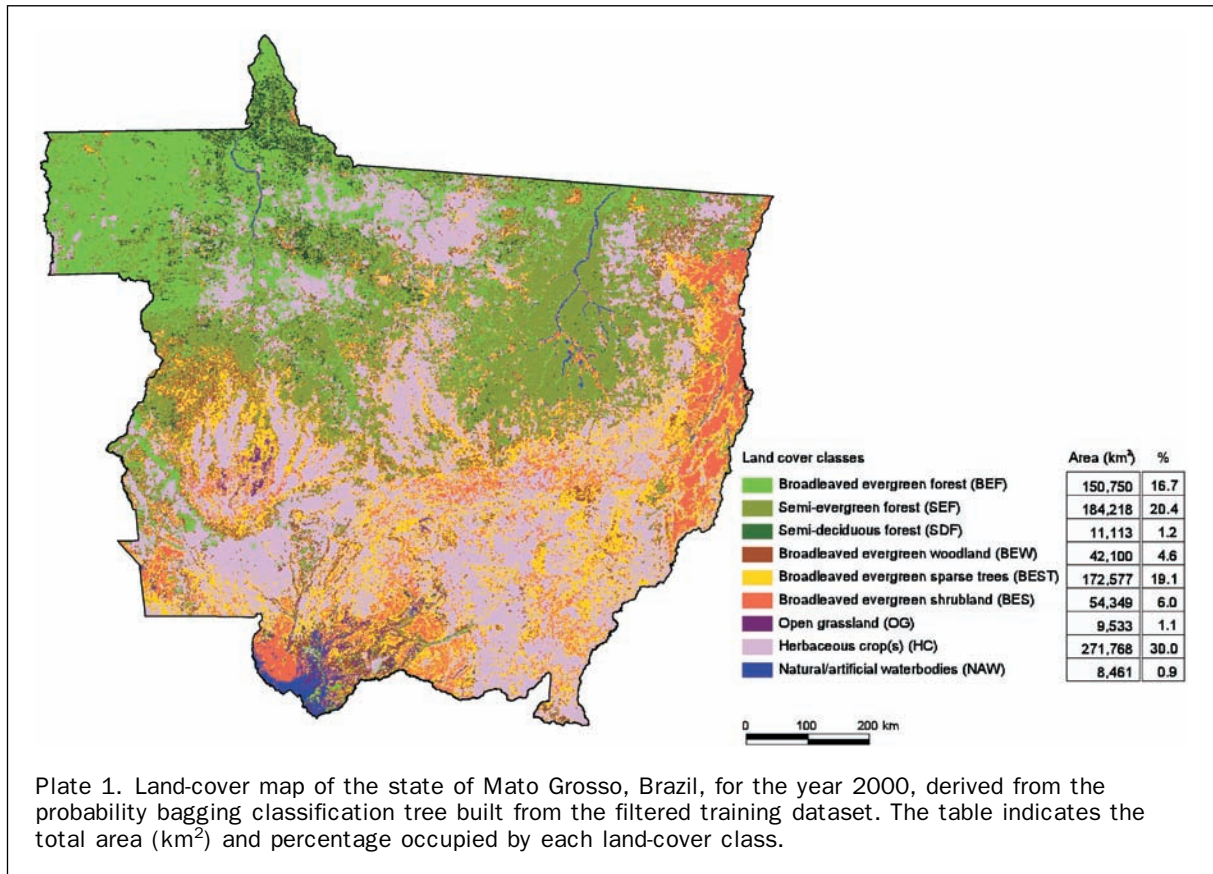 Land cover classes Area (km²) %
Broadleaved evergreen forest (BEF) 150,750 16.7
Semi-evergreen forest (SEF) 184,218 20.4
Semi-deciduous forest (SDF) 11,113 1.2
Broadleaved evergreen woodland (BEW) 42,100 4.6
Broadleaved evergreen sparse trees (BEST) 172,577 19.1
Broadleaved evergreen shrubland (BES) 54,349 6.0
Open grassland (OG) 9,533 1.1
Herbaceous crop(s) (HC) 271,768 30.0
Natural/artificial waterbodies (NAW) 8,461 0.9
0 100 200 km
Plate 1. Land-cover map of the state of Mato Grosso, Brazil, for the year 2000, derived from the
probability bagging classification tree built from the filtered training dataset. The table indicates the
total area (km²) and percentage occupied by each land-cover class.